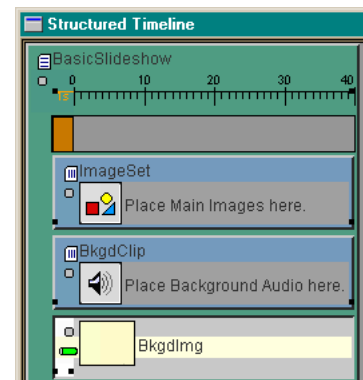 Structured Timeline
BasicSlideshow
0 10 20 30 40
1s
ImageSet
Place Main Images here.
BkgdClip
Place Background Audio here.
BkgdImg